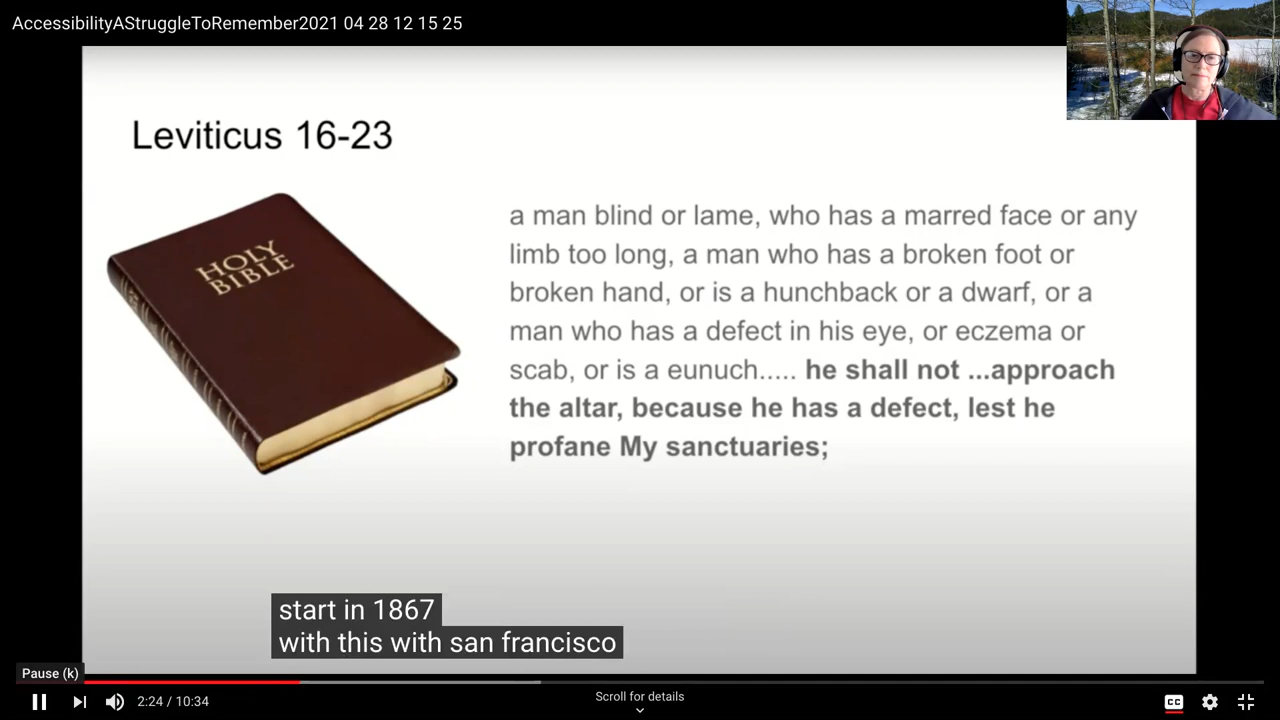 AccessibilityAStruggleToRemember2021 04 28 12 15 25
Leviticus 16-23
HOLY
BIBLE
a man blind or lame, who has a marred face or any
limb too long, a man who has a broken foot or
broken hand, or is a hunchback or a dwarf, or a
man who has a defect in his eye, or eczema or
scab, or is a eunuch..... he shall not ...approach
the altar, because he has a defect, lest he
profane My sanctuaries;
start in 1867
with this with san francisco
Pause (k)
2:24 / 10:34
Scroll for details
CC